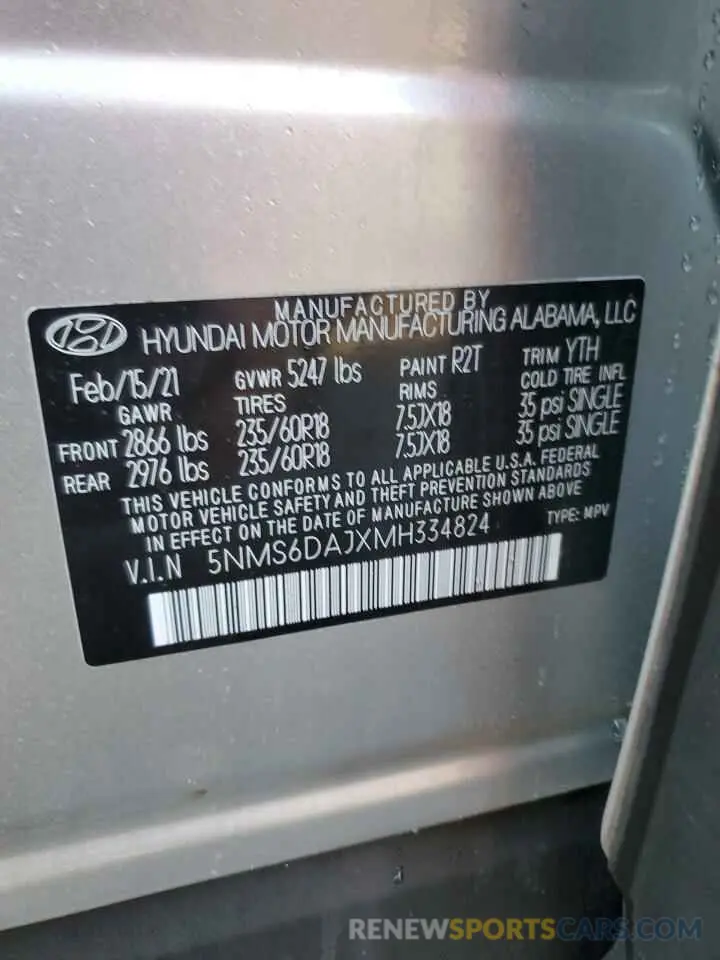 MANUFACTURED BY
HYUNDAI MOTOR MANUFACTURING ALABAMA, LLC
Feb/15/21 GVWR 5247 lbs PAINT R2T TRIM YTH
GAWR TIRES RIMS COLD TIRE INFL
FRONT 2866 lbs 235/60R18 7.5JX18 35 psi SINGLE
REAR 2976 lbs 235/60R18 7.5JX18 35 psi SINGLE
THIS VEHICLE CONFORMS TO ALL APPLICABLE U.S.A. FEDERAL
MOTOR VEHICLE SAFETY AND THEFT PREVENTION STANDARDS
IN EFFECT ON THE DATE OF MANUFACTURE SHOWN ABOVE
V.I.N 5NMS6DAJXMH334824 TYPE: MPV
RENEWSPORTSCARS.COM